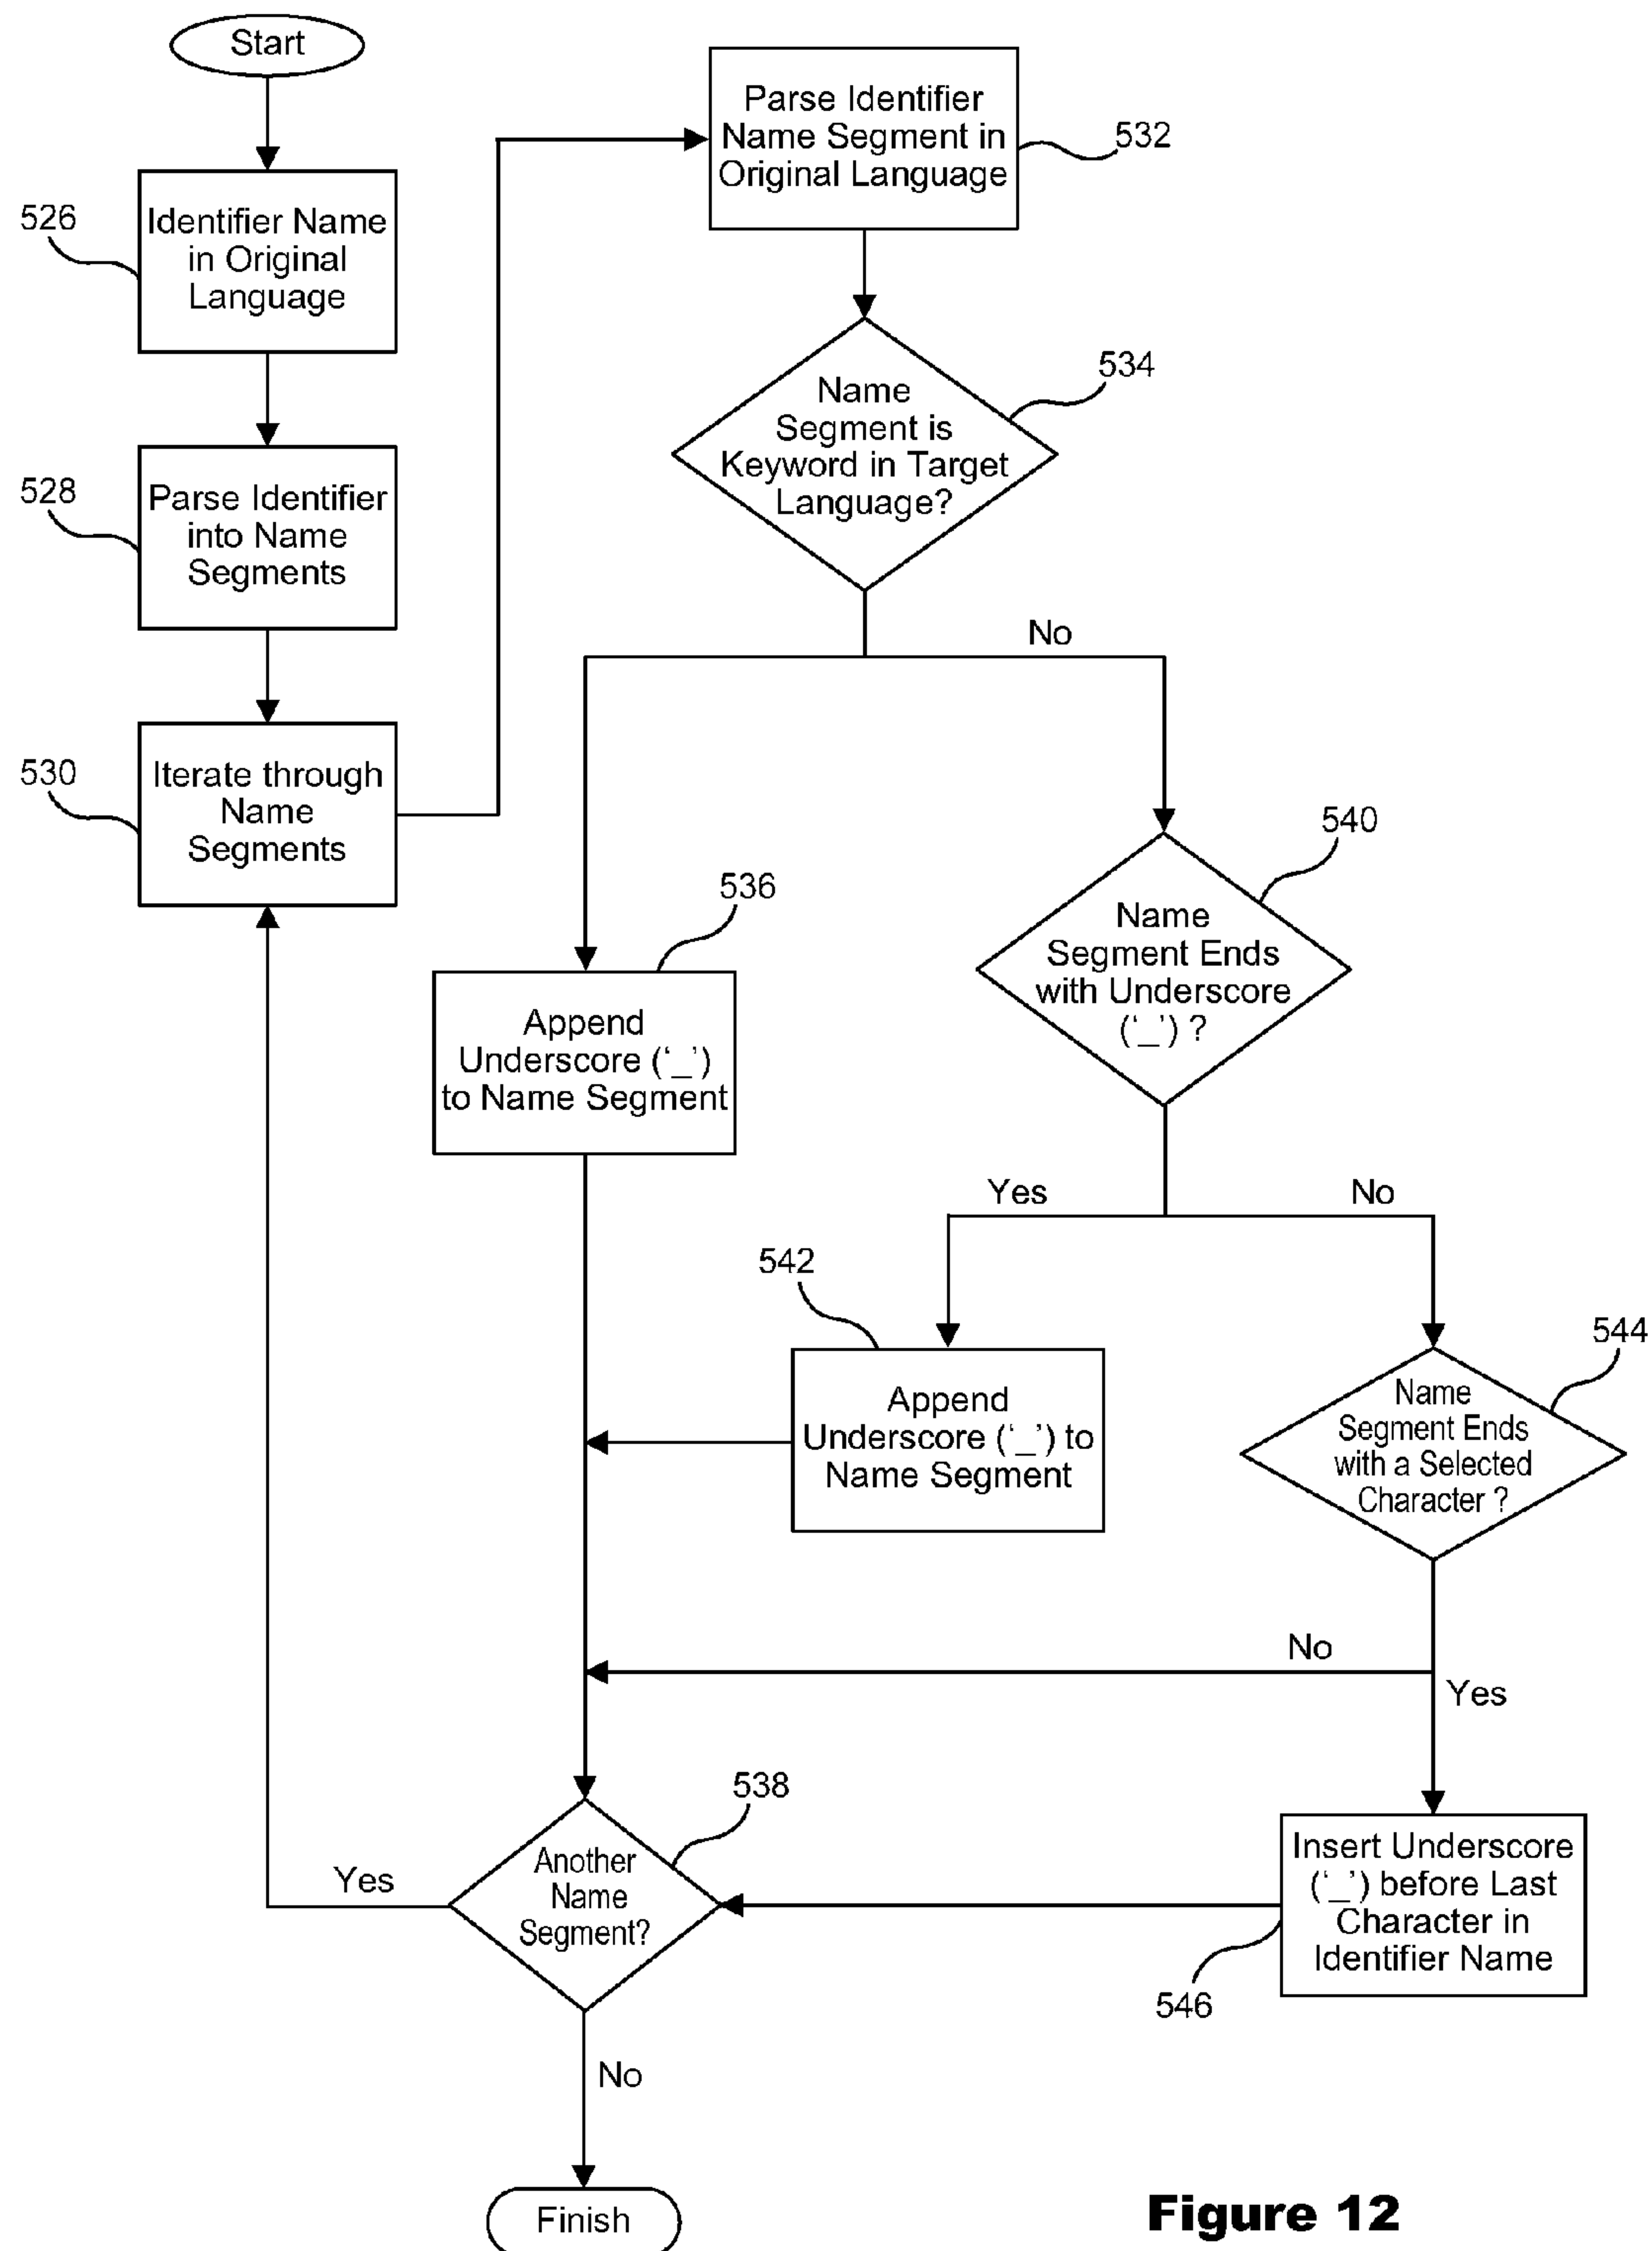 Start
526
Identifier Name
in Original
Language
528
Parse Identifier
into Name
Segments
530
Iterate through
Name
Segments
Parse Identifier
Name Segment in
Original Language
532
Name
Segment is
Keyword in Target
Language?
534
No
536
Append
Underscore (‘_’)
to Name Segment
540
Name
Segment Ends
with Underscore
(‘_’) ?
Yes
No
542
Append
Underscore (‘_’) to
Name Segment
544
Name
Segment Ends
with a Selected
Character ?
No
Yes
538
Another
Name
Segment?
Yes
Insert Underscore
(‘_’) before Last
Character in
Identifier Name
546
No
Finish
Figure 12